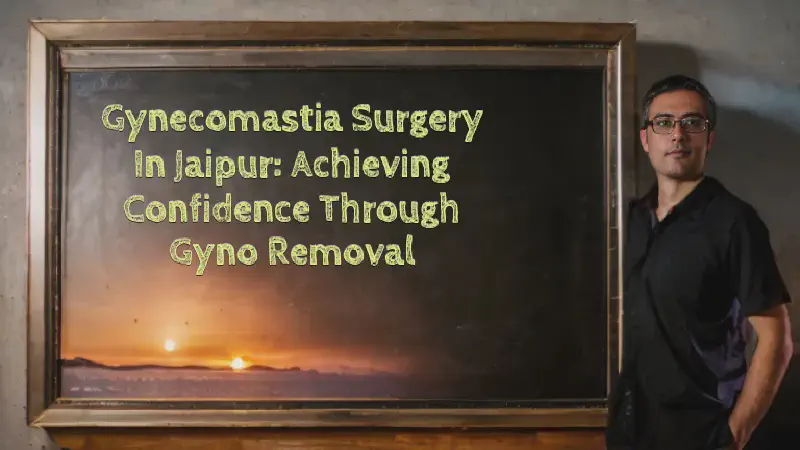 Gynecomastia Surgery
In Jaipur: Achieving
Confidence Through
Gyno Removal